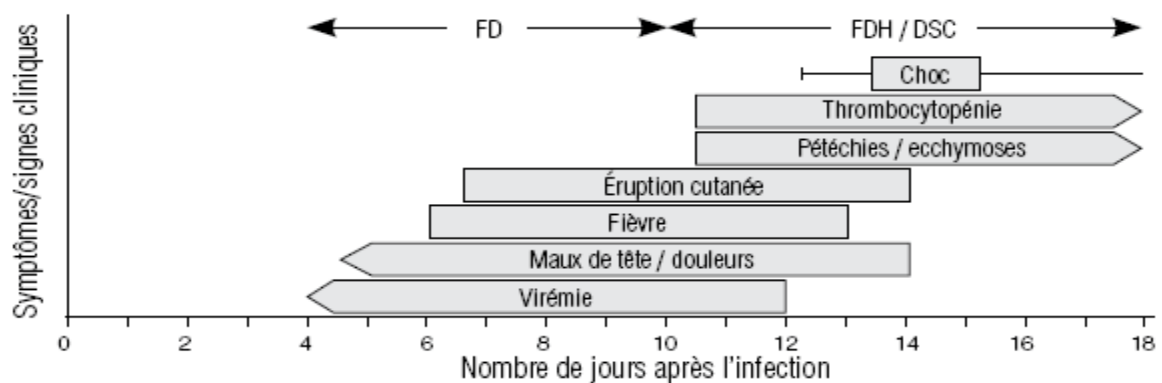 FD FDH / DSC
Choc
Thrombocytopénie
Pétéchies / ecchymoses
Éruption cutanée
Fièvre
Maux de tête / douleurs
Virémie
Symptômes/signes cliniques
0 2 4 6 8 10 12 14 16 18
Nombre de jours après l'infection